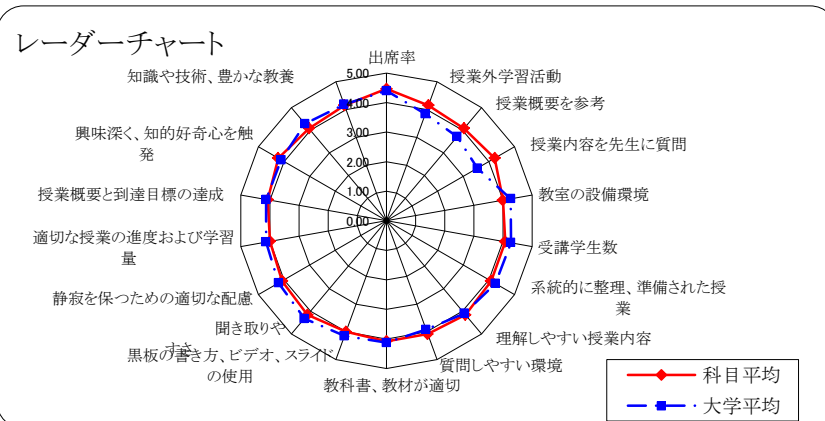 レーダーチャート
出席率
授業外学習活動
授業概要を参考
授業内容を先生に質問
教室の設備環境
受講学生数
系統的に整理、準備された授
業
理解しやすい授業内容
質問しやすい環境
教科書、教材が適切
黒板の書き方、ビデオ、スライド
の使用
聞き取りや
すさ
静寂を保つための適切な配慮
適切な授業の進度および学習
量
授業概要と到達目標の達成
興味深く、知的好奇心を触
発
知識や技術、豊かな教養
5.00
4.00
3.00
2.00
1.00
0.00
科目平均
大学平均